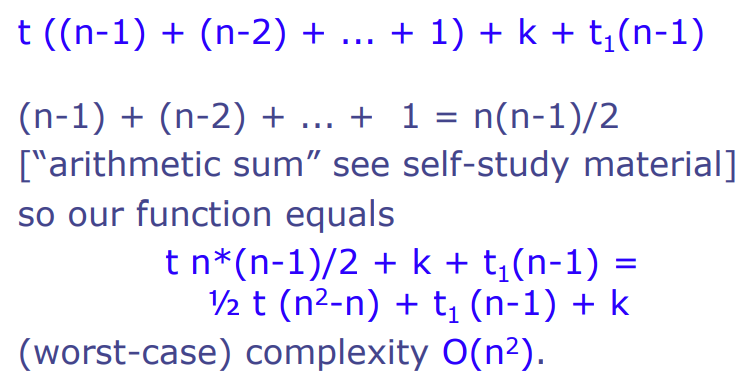 t ((n-1) + (n-2) + ... + 1) + k + t₁(n-1)
(n-1) + (n-2) + ... +  1 = n(n-1)/2
[“arithmetic sum” see self-study material]
so our function equals
t n*(n-1)/2 + k + t₁(n-1) =
½ t (n²-n) + t₁ (n-1) + k
(worst-case) complexity O(n²).